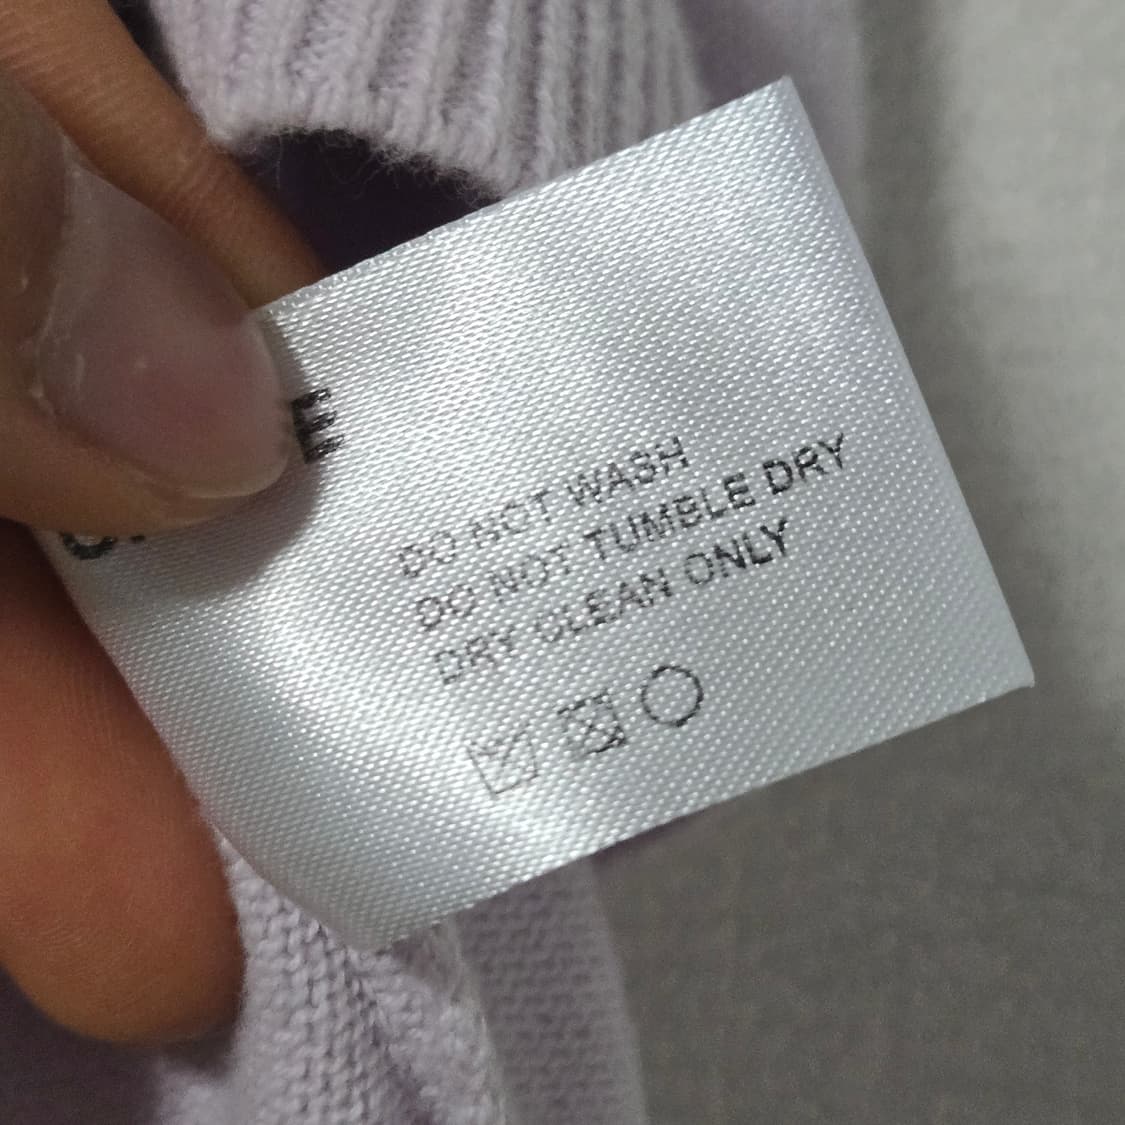 DO NOT WASH
DO NOT TUMBLE DRY
DRY CLEAN ONLY